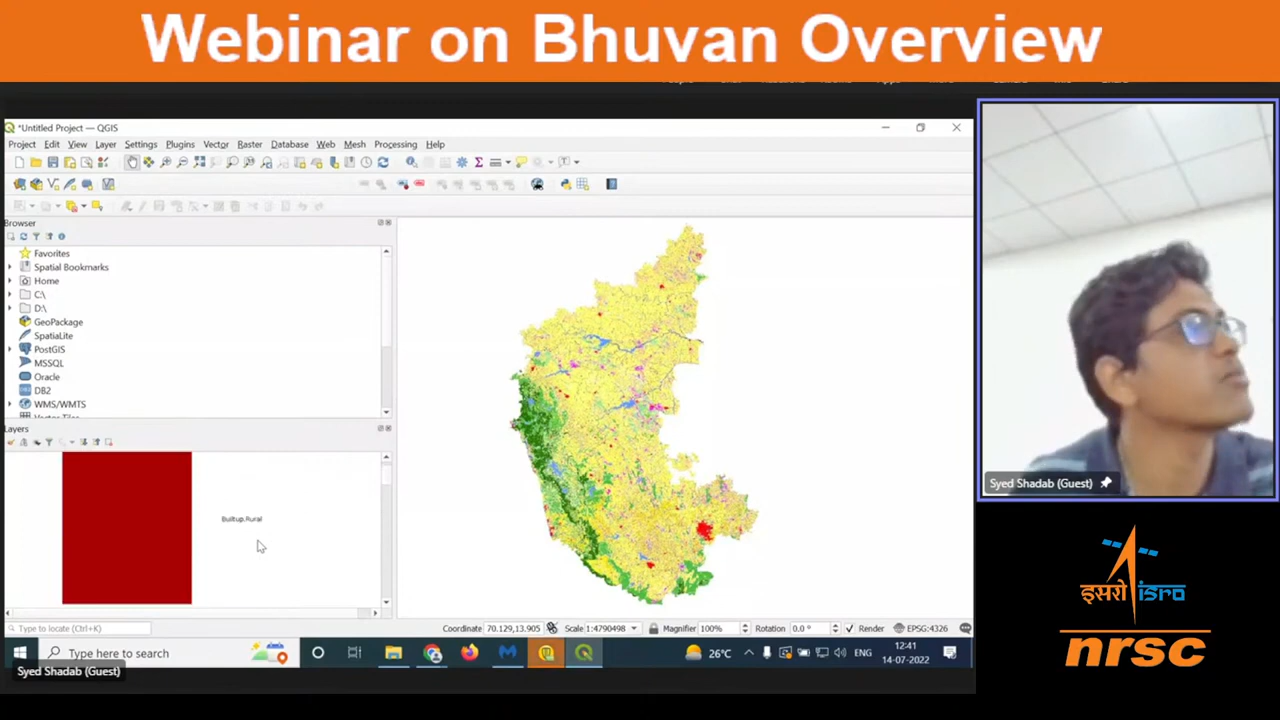 Webinar on Bhuvan Overview
*Untitled Project — QGIS
Project Edit View Layer Settings Plugins Vector Raster Database Web Mesh Processing Help
Browser
Favorites
Spatial Bookmarks
Home
C:\
D:\
GeoPackage
SpatiaLite
PostGIS
MSSQL
Oracle
DB2
WMS/WMTS
Vector Tiles
Layers
Builtup,Rural
Type to locate (Ctrl+K)
Coordinate 70.129,13.905 Scale 1:4790498 Magnifier 100% Rotation 0.0 ° Render EPSG:4326
Type here to search
26°C ENG 12:41
14-07-2022
Syed Shadab (Guest)
Syed Shadab (Guest)
इसरो isro
nrsc